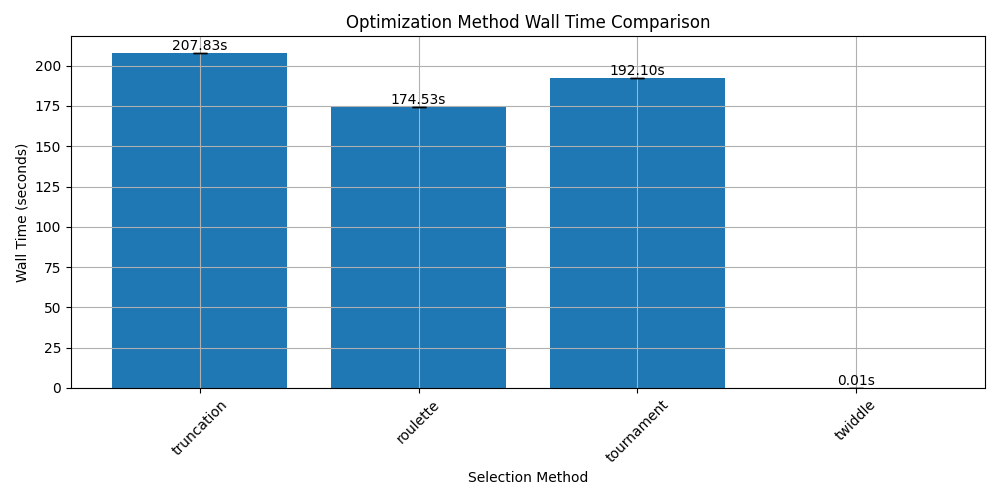 Optimization Method Wall Time Comparison
207.83s
174.53s
192.10s
0.01s
Wall Time (seconds)
200
175
150
125
100
75
50
25
0
truncation
roulette
tournament
twiddle
Selection Method